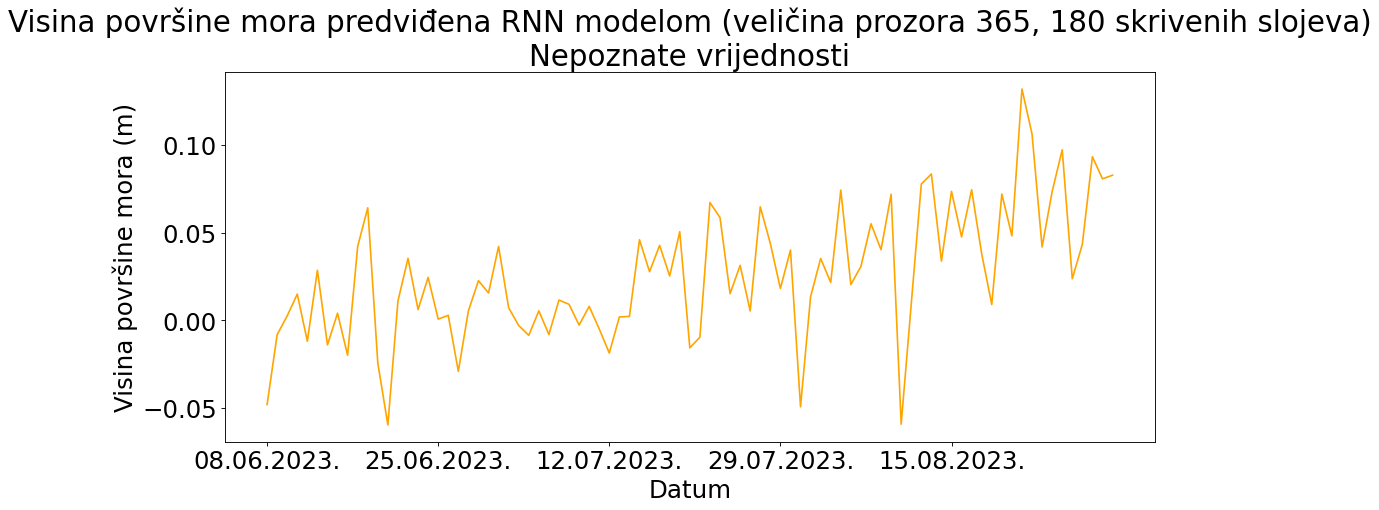 Visina površine mora predviđena RNN modelom (veličina prozora 365, 180 skrivenih slojeva)
Nepoznate vrijednosti
Visina površine mora (m)
0.10
0.05
0.00
−0.05
08.06.2023. 25.06.2023. 12.07.2023. 29.07.2023. 15.08.2023.
Datum